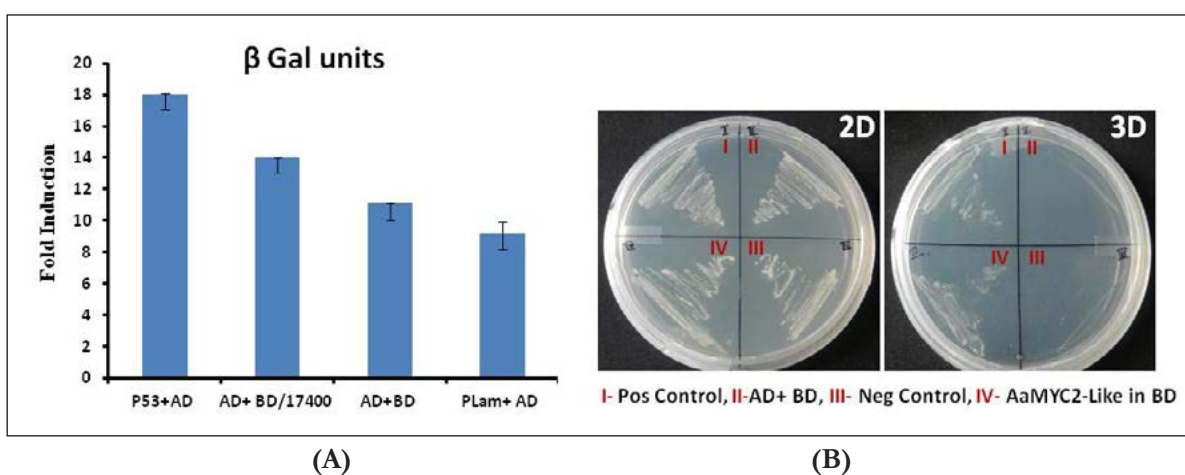 β Gal units
Fold Induction
20
18
16
14
12
10
8
6
4
2
0
P53+AD
AD+ BD/17400
AD+BD
PLam+ AD
2D
I
II
IV
III
3D
I
II
IV
III
I- Pos Control, II-AD+ BD, III- Neg Control, IV- AaMYC2-Like in BD
(A)
(B)